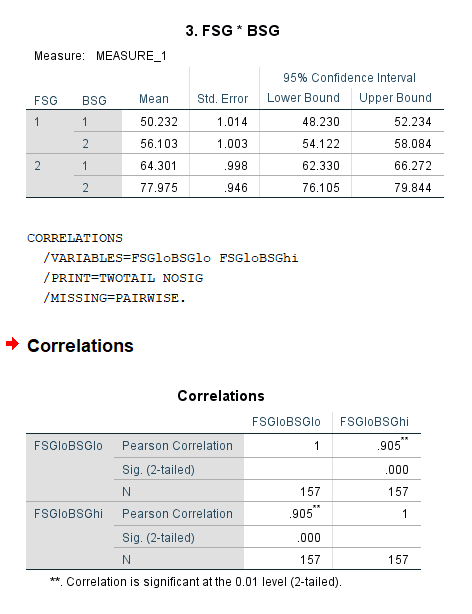 3. FSG * BSG
Measure: MEASURE_1
95% Confidence Interval
FSG BSG Mean Std. Error Lower Bound Upper Bound
1 1 50.232 1.014 48.230 52.234
2 56.103 1.003 54.122 58.084
2 1 64.301 .998 62.330 66.272
2 77.975 .946 76.105 79.844
CORRELATIONS
/VARIABLES=FSGloBSGlo FSGloBSGhi
/PRINT=TWOTAIL NOSIG
/MISSING=PAIRWISE.
Correlations
Correlations
FSGloBSGlo FSGloBSGhi
FSGloBSGlo Pearson Correlation 1 .905**
Sig. (2-tailed) .000
N 157 157
FSGloBSGhi Pearson Correlation .905** 1
Sig. (2-tailed) .000
N 157 157
**. Correlation is significant at the 0.01 level (2-tailed).